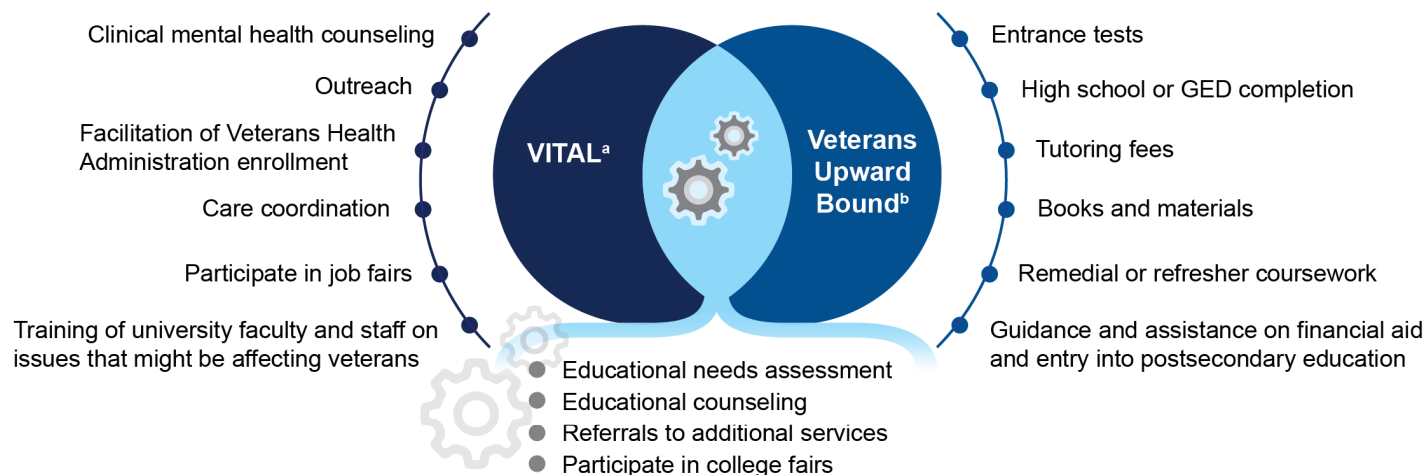 Clinical mental health counseling
Outreach
Facilitation of Veterans Health
Administration enrollment
Care coordination
Participate in job fairs
Training of university faculty and staff on
issues that might be affecting veterans
VITALᵃ
Veterans
Upward
Boundᵇ
Entrance tests
High school or GED completion
Tutoring fees
Books and materials
Remedial or refresher coursework
Guidance and assistance on financial aid
and entry into postsecondary education
Educational needs assessment
Educational counseling
Referrals to additional services
Participate in college fairs